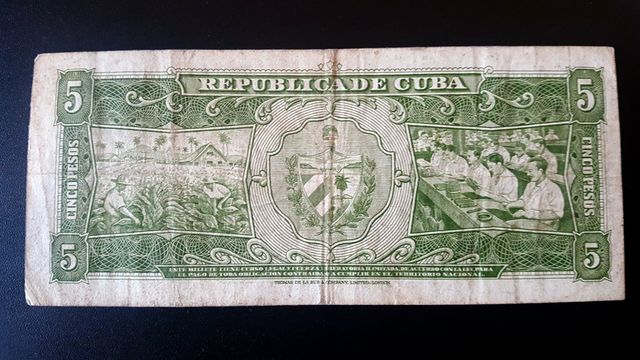 REPUBLICA DE CUBA
5
5
CINCO PESOS
CINCO PESOS
5
5
ESTE BILLETE TIENE CURSO LEGAL Y FUERZA LIBERATORIA ILIMITADA, DE ACUERDO CON LA LEY, PARA
EL PAGO DE TODA OBLIGACION CONTRAIDA O A CUMPLIR EN EL TERRITORIO NACIONAL.
THOMAS DE LA RUE & COMPANY, LIMITED, LONDON.